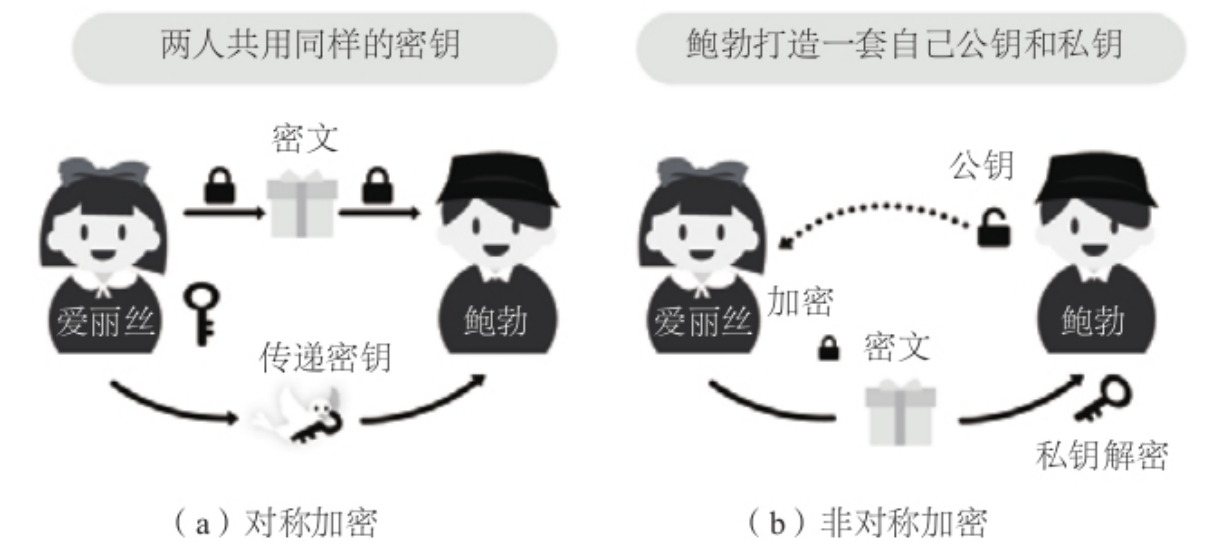 两人共用同样的密钥
密文
爱丽丝
鲍勃
传递密钥
（a）对称加密
鲍勃打造一套自己公钥和私钥
公钥
加密
爱丽丝
鲍勃
密文
私钥解密
（b）非对称加密